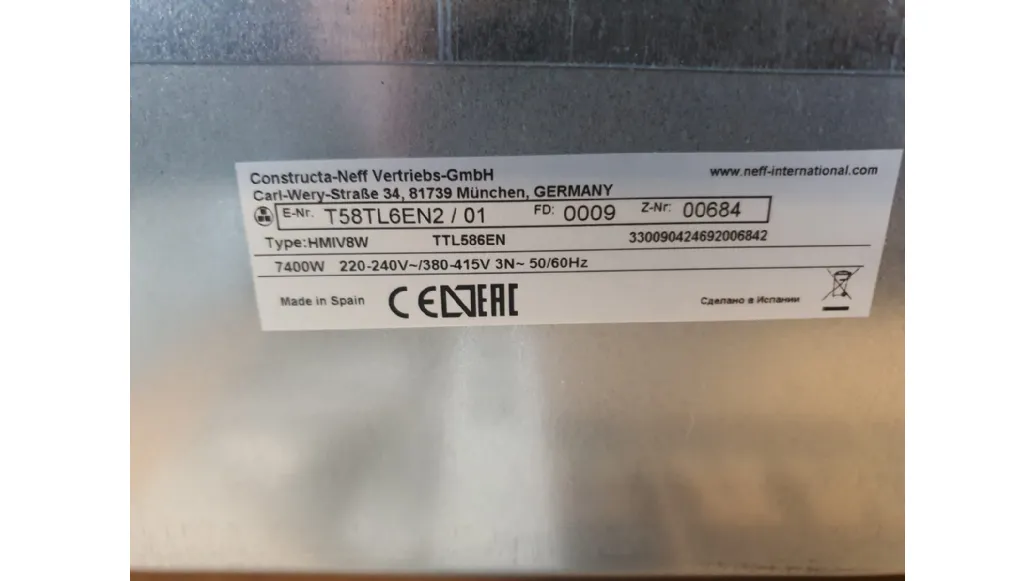 Constructa-Neff Vertriebs-GmbH www.neff-international.com
Carl-Wery-Straße 34, 81739 München, GERMANY
E-Nr. T58TL6EN2 / 01 FD: 0009 Z-Nr: 00684
Type:HMIV8W TTL586EN 330090424692006842
7400W 220-240V~/380-415V 3N~ 50/60Hz
Made in Spain CE EAC Сделано в Испании